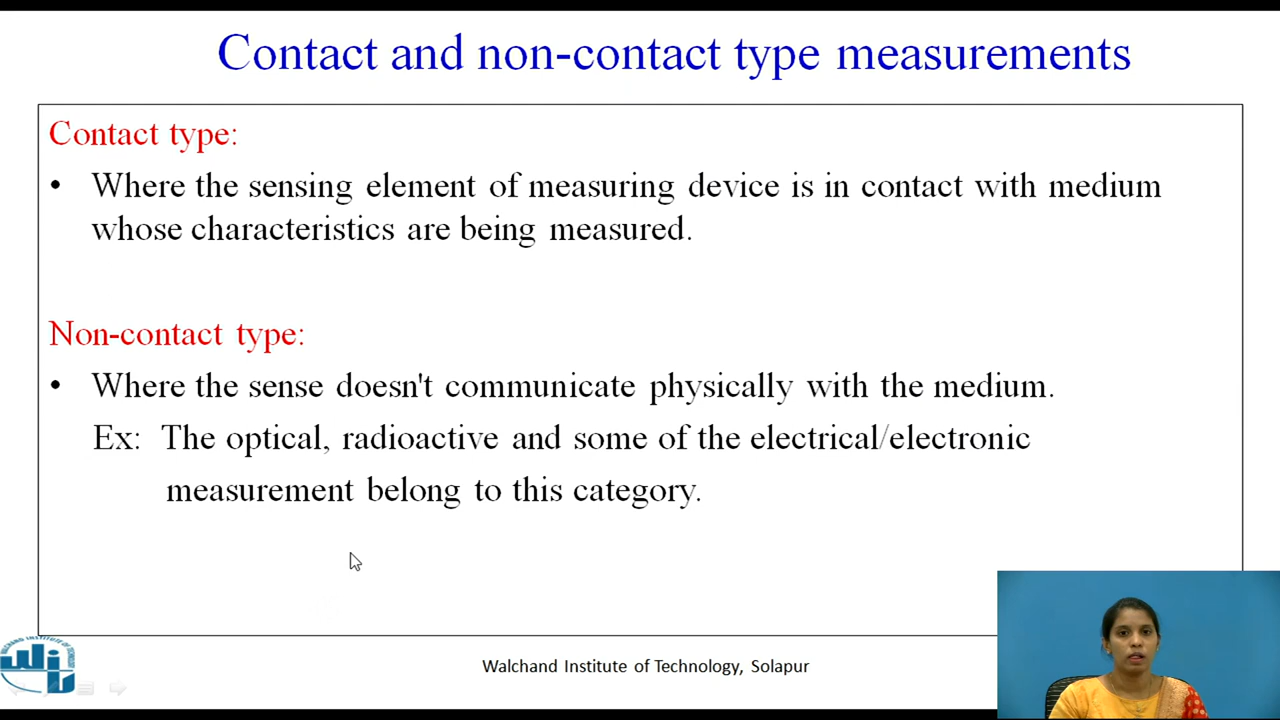 Contact and non-contact type measurements
Contact type:
• Where the sensing element of measuring device is in contact with medium
whose characteristics are being measured.
Non-contact type:
• Where the sense doesn't communicate physically with the medium.
Ex: The optical, radioactive and some of the electrical/electronic
measurement belong to this category.
Walchand Institute of Technology, Solapur